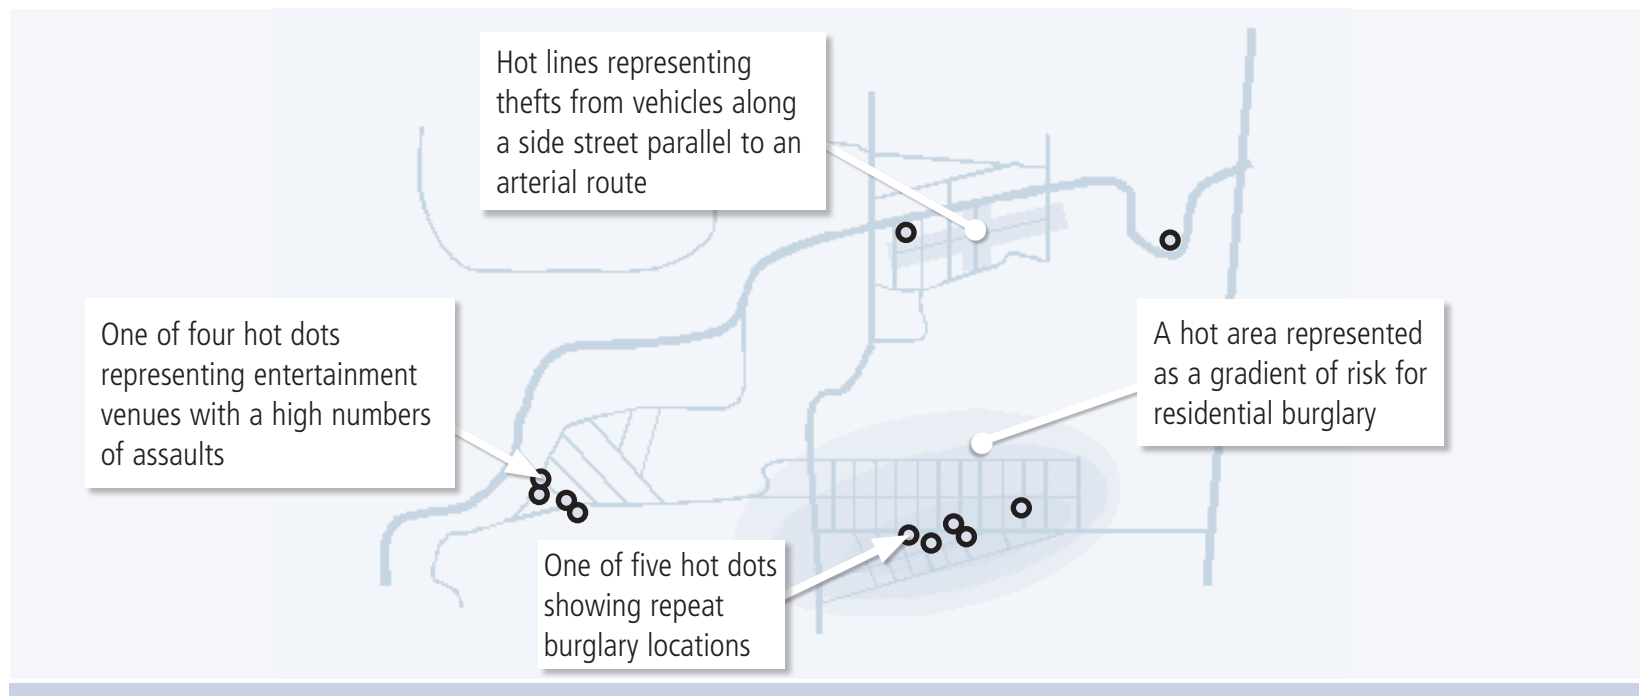 Hot lines representing
thefts from vehicles along
a side street parallel to an
arterial route
One of four hot dots
representing entertainment
venues with a high numbers
of assaults
A hot area represented
as a gradient of risk for
residential burglary
One of five hot dots
showing repeat
burglary locations